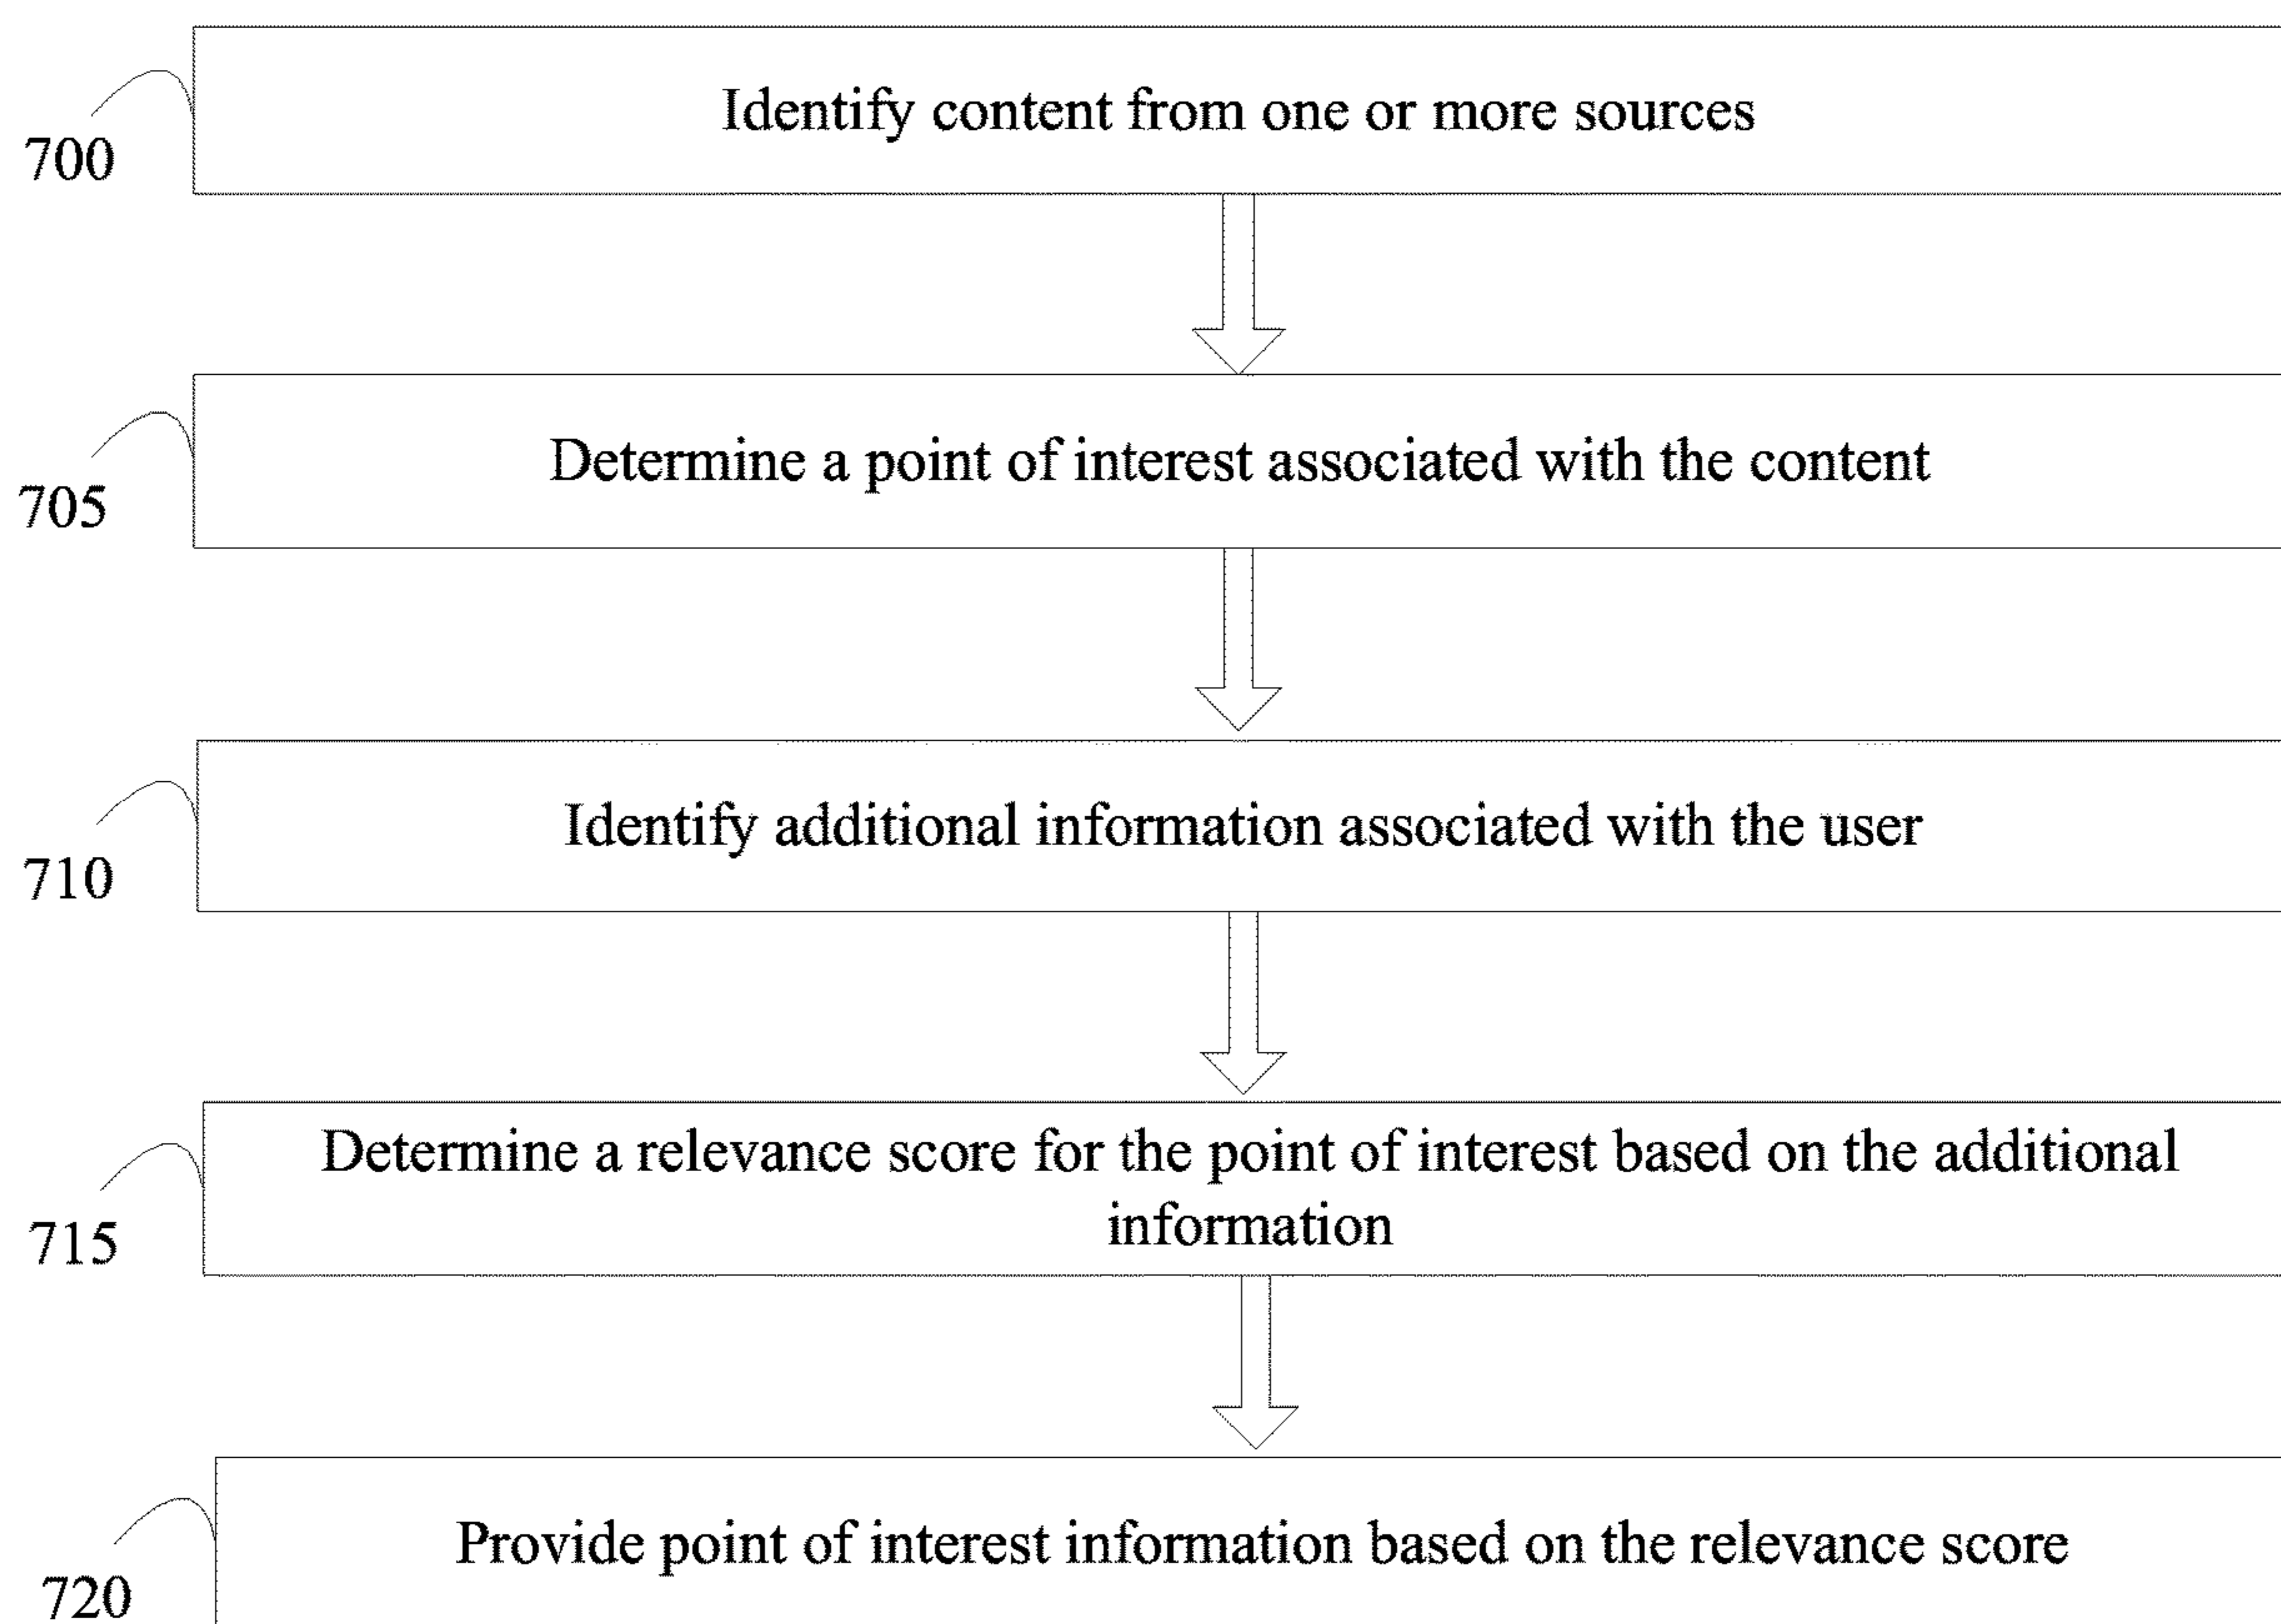 Identify content from one or more sources
700
Determine a point of interest associated with the content
705
Identify additional information associated with the user
710
Determine a relevance score for the point of interest based on the additional
information
715
Provide point of interest information based on the relevance score
720